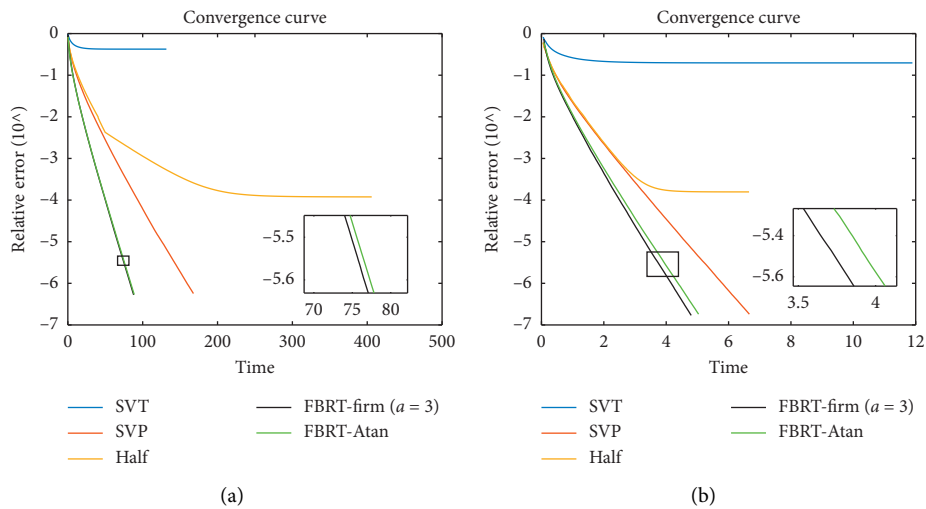 Convergence curve
0
−1
−2
−3
−4
−5
−6
−7
Relative error (10^)
−5.5
−5.6
70 75 80
0 100 200 300 400 500
Time
SVT
SVP
Half
FBRT-firm (a = 3)
FBRT-Atan
(a)
Convergence curve
0
−1
−2
−3
−4
−5
−6
−7
Relative error (10^)
−5.4
−5.6
3.5 4
0 2 4 6 8 10 12
Time
SVT
SVP
Half
FBRT-firm (a = 3)
FBRT-Atan
(b)